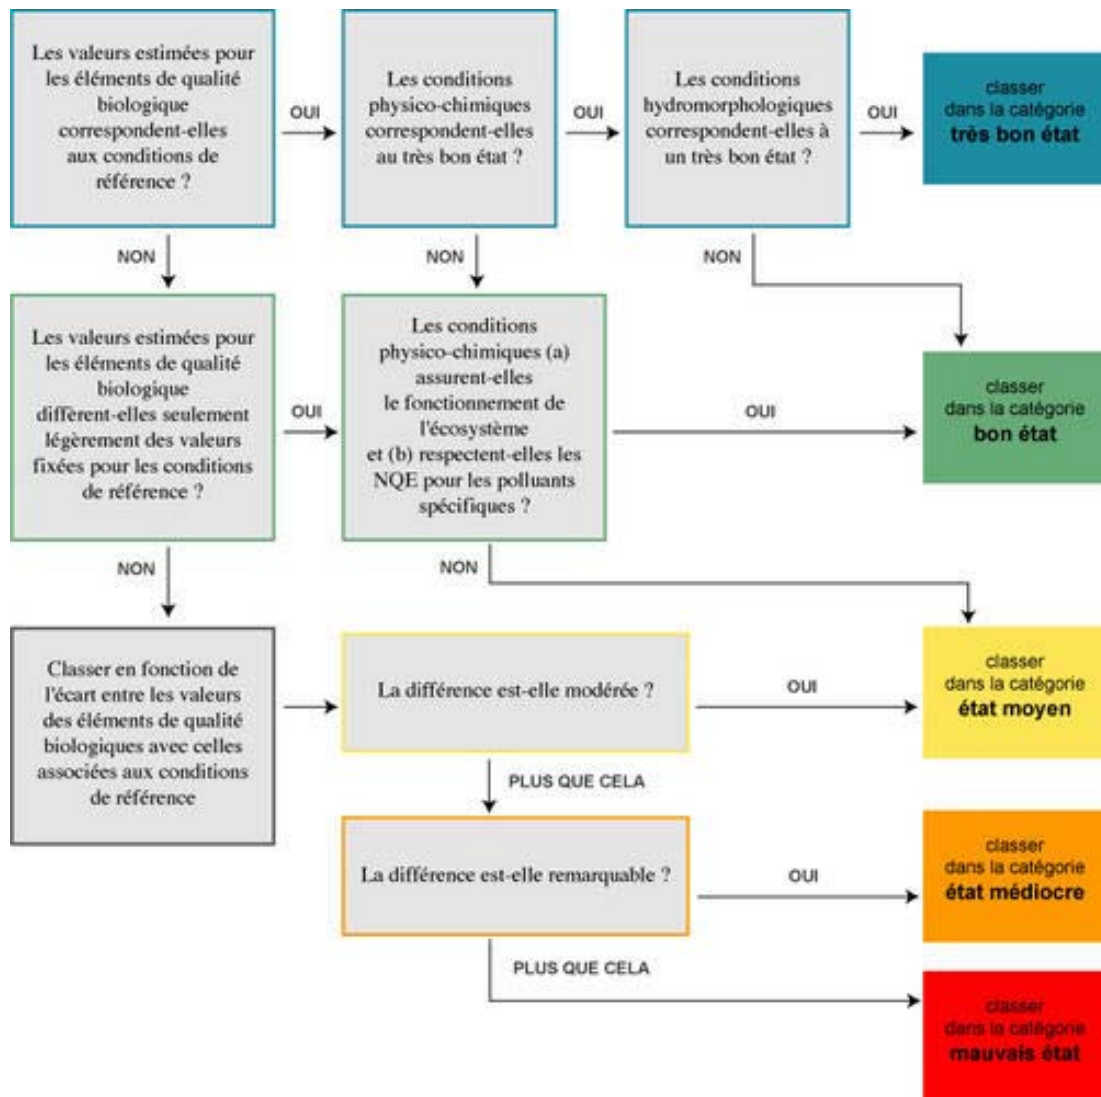 Les valeurs estimées pour
les éléments de qualité
biologique
correspondent-elles
aux conditions de
référence ?
OUI
Les conditions
physico-chimiques
correspondent-elles
au très bon état ?
OUI
Les conditions
hydromorphologiques
correspondent-elles à
un très bon état ?
OUI
classer
dans la catégorie
très bon état
NON
NON
NON
Les valeurs estimées pour
les éléments de qualité
biologique
diffèrent-elles seulement
légèrement des valeurs
fixées pour les conditions
de référence ?
OUI
Les conditions
physico-chimiques (a)
assurent-elles
le fonctionnement de
l'écosystème
et (b) respectent-elles les
NQE pour les polluants
spécifiques ?
OUI
classer
dans la catégorie
bon état
NON
NON
Classer en fonction de
l'écart entre les valeurs
des éléments de qualité
biologiques avec celles
associées aux conditions
de référence
La différence est-elle modérée ?
OUI
classer
dans la catégorie
état moyen
PLUS QUE CELA
La différence est-elle remarquable ?
OUI
classer
dans la catégorie
état médiocre
PLUS QUE CELA
classer
dans la catégorie
mauvais état